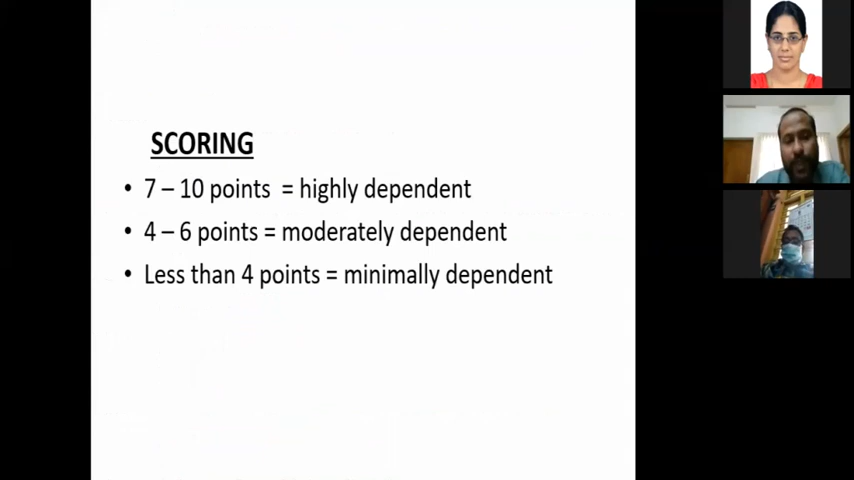 SCORING
• 7 – 10 points = highly dependent
• 4 – 6 points = moderately dependent
• Less than 4 points = minimally dependent